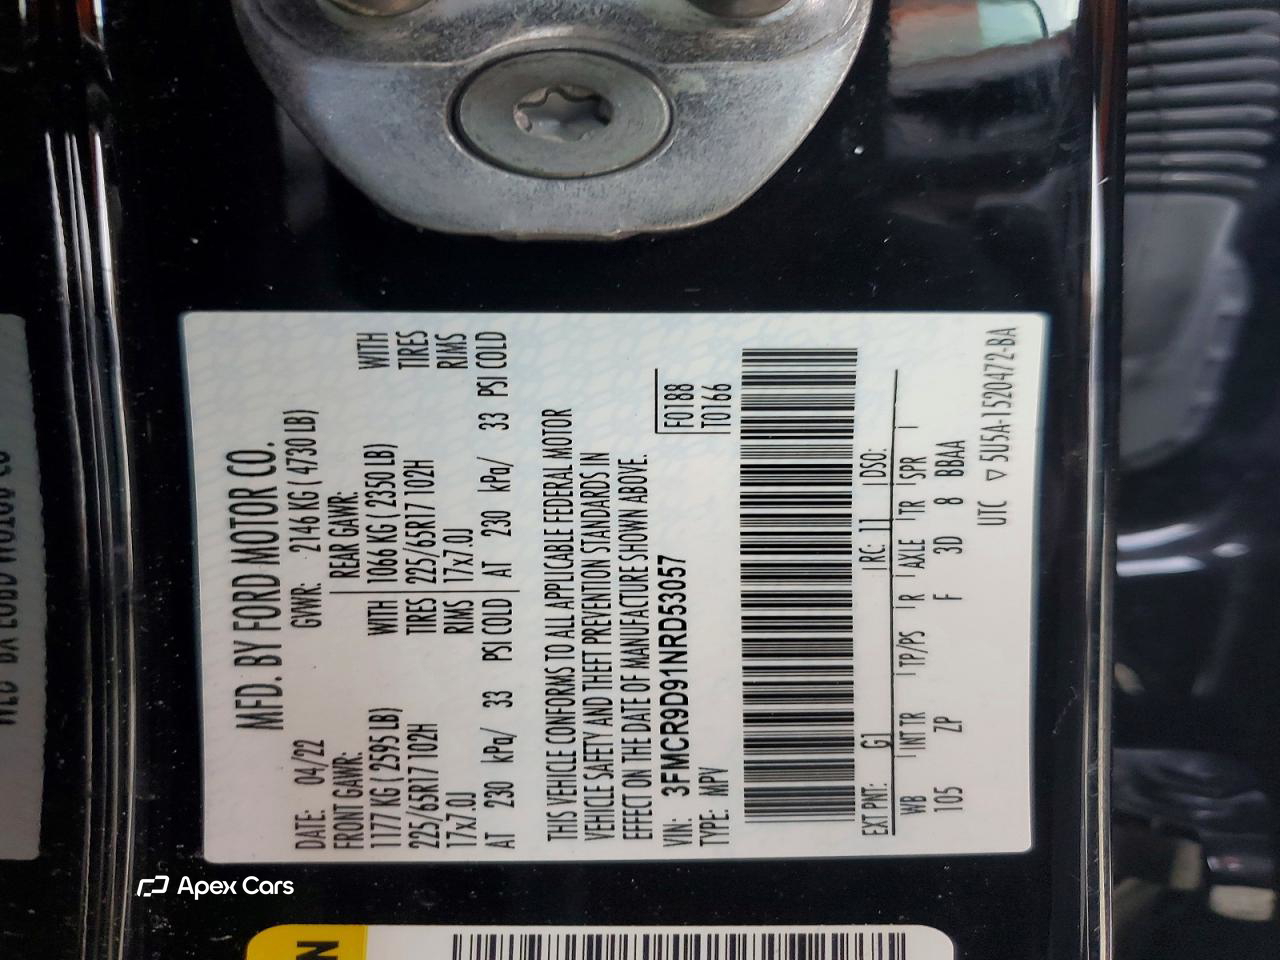 MFD. BY FORD MOTOR CO.
DATE: 04/22 GVWR: 2146 KG ( 4730 LB)
FRONT GAWR: REAR GAWR:
1177 KG ( 2595 LB) WITH 1066 KG ( 2350 LB) WITH
225/65R17 102H TIRES 225/65R17 102H TIRES
17x7.0J RIMS 17x7.0J RIMS
AT 230 kPa/ 33 PSI COLD AT 230 kPa/ 33 PSI COLD
THIS VEHICLE CONFORMS TO ALL APPLICABLE FEDERAL MOTOR
VEHICLE SAFETY AND THEFT PREVENTION STANDARDS IN
EFFECT ON THE DATE OF MANUFACTURE SHOWN ABOVE.
VIN: 3FMCR9D91NRD53057 F0188
TYPE: MPV T0166
EXT PNT: G1 RC: 11 DSO:
WB INT TR TP/PS R AXLE TR SPR
105 ZP F 3D 8 BBAA
UTC ▽ 5U5A-1520472-BA
Apex Cars